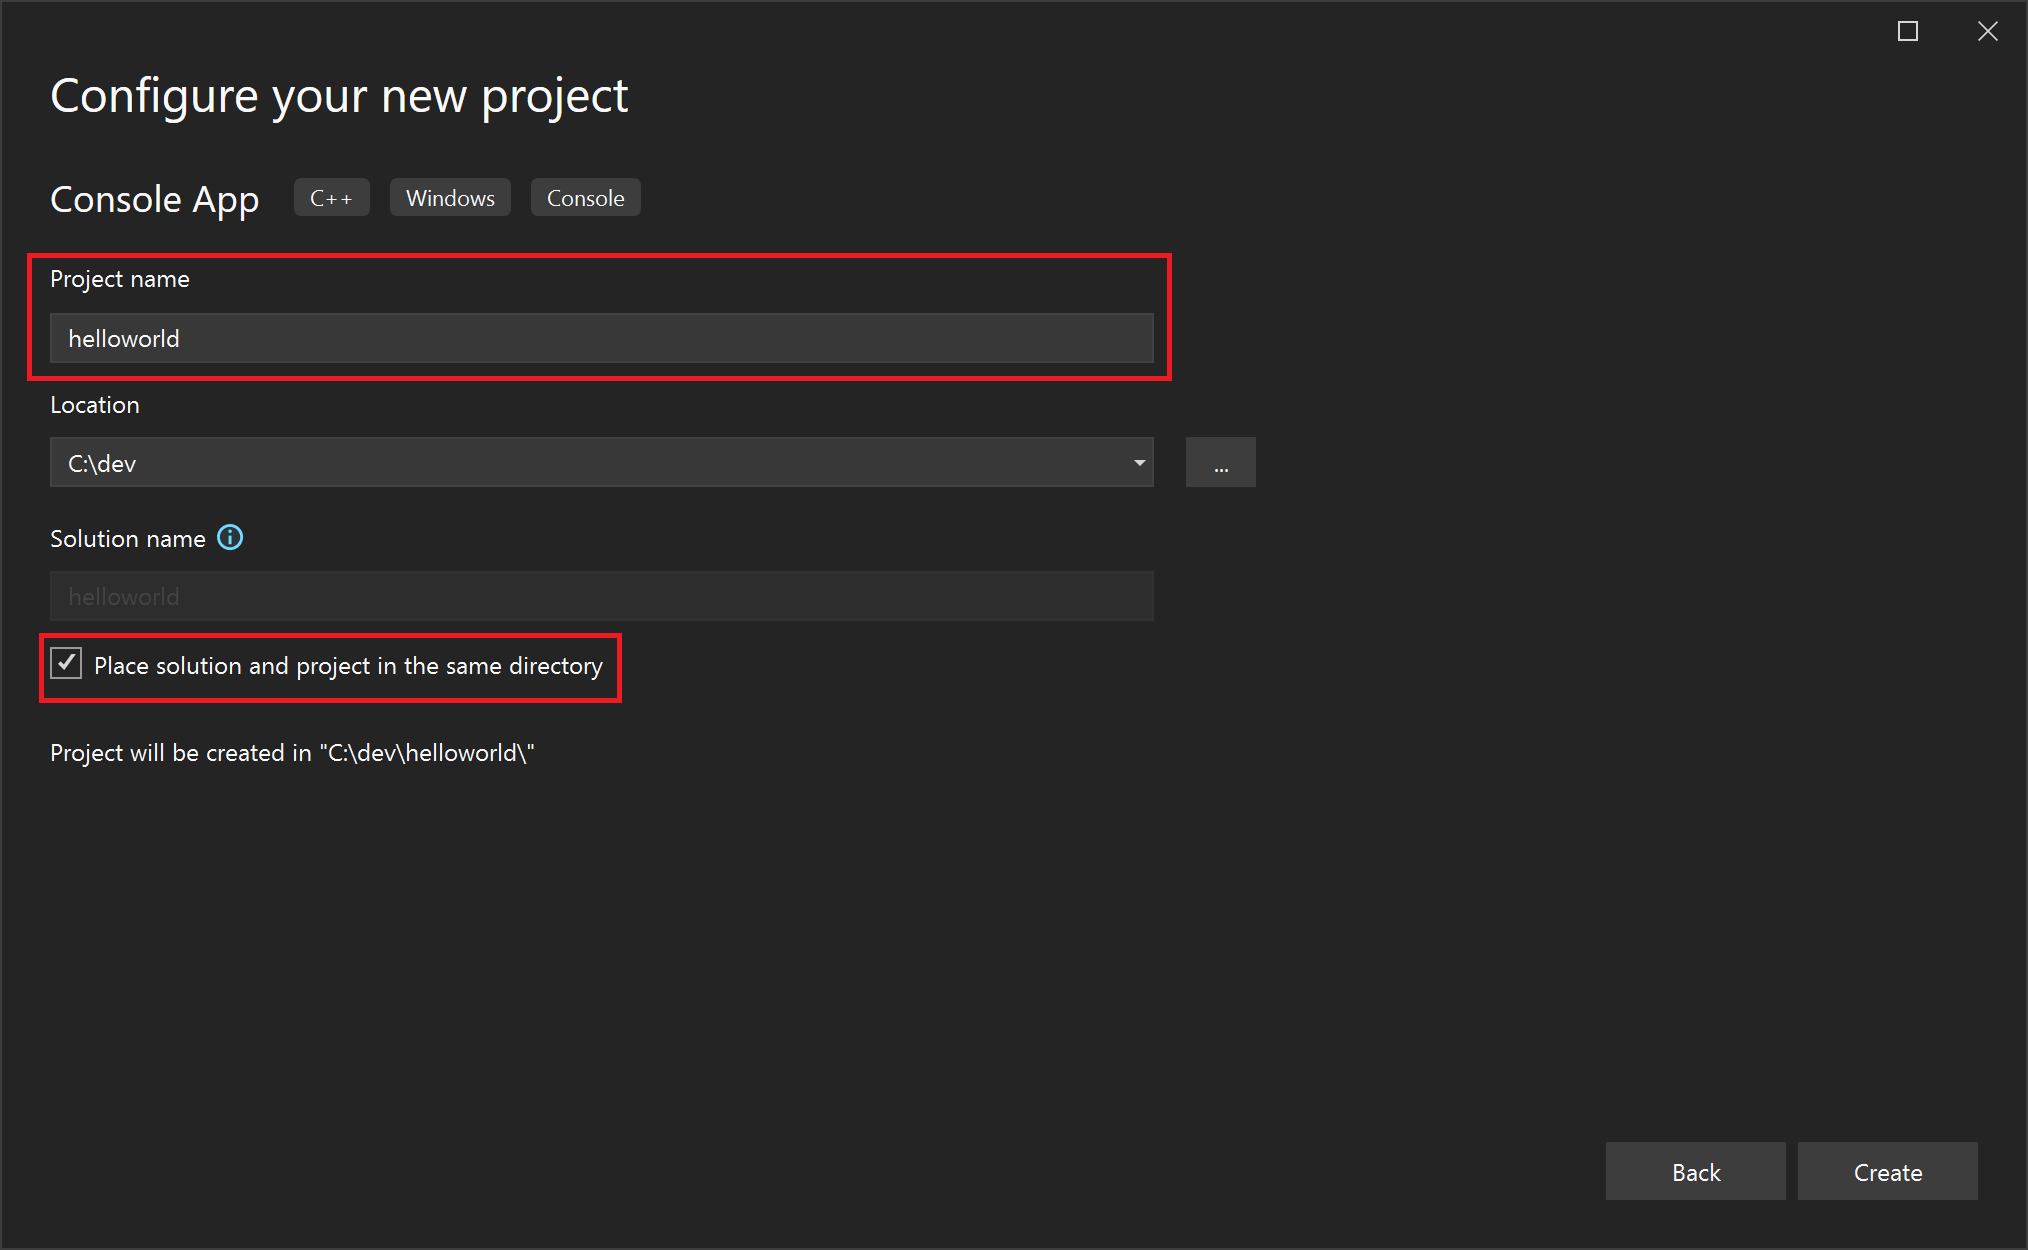 Configure your new project
Console App C++ Windows Console
Project name
helloworld
Location
C:\dev ...
Solution name
helloworld
Place solution and project in the same directory
Project will be created in "C:\dev\helloworld\"
Back Create